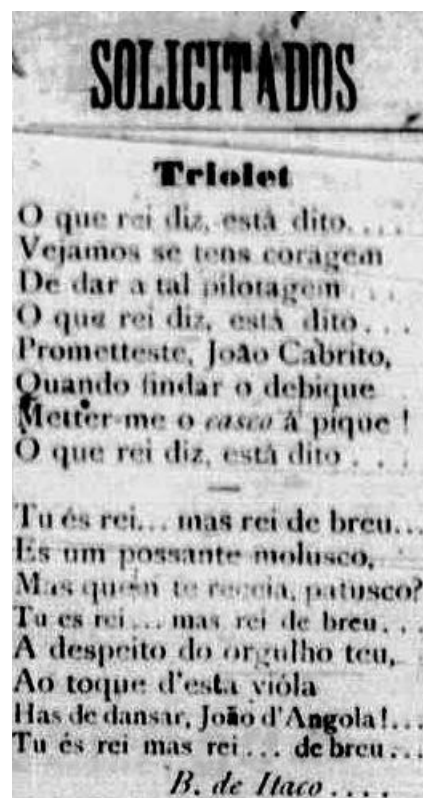 SOLICITADOS
Triolet
O que rei diz, está dito....
Vejamos se tens coragem
De dar a tal pilotagem...
O que rei diz, está dito...
Prometteste, João Cabrito,
Quando findar o debique
Metter-me o casco á pique !
O que rei diz, está dito...
Tu és rei... mas rei de breu...
Es um possante molusco,
Mas quem te receia, patusco?
Tu es rei... mas rei de breu...
A despeito do orgulho teu,
Ao toque d'esta vióla
Has de dansar, João d'Angola!...
Tu és rei mas rei... de breu...
B. de Itaco....